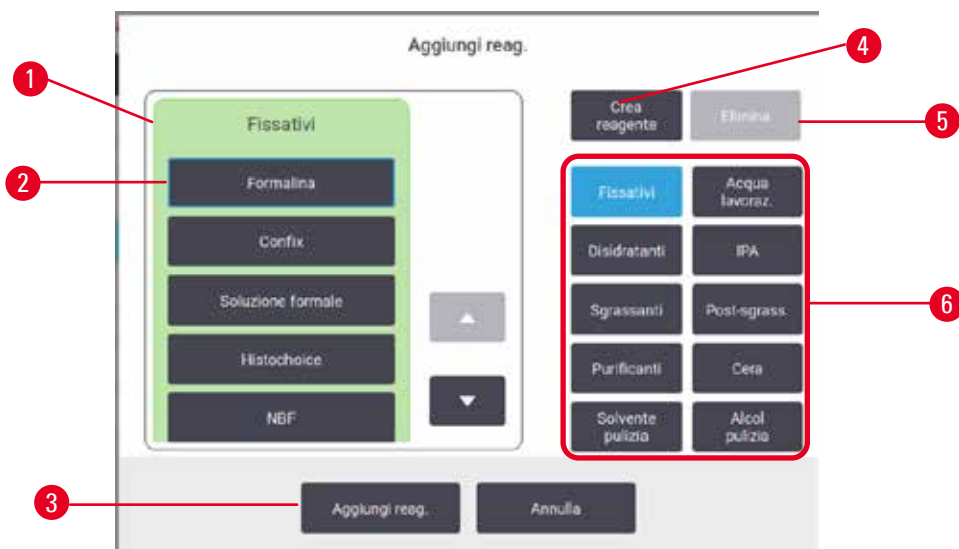 Aggiungi reag.
1
2
3
4
5
6
Fissativi
Formalina
Confix
Soluzione formale
Histochoice
NBF
Crea
reagente
Elimina
Fissativi
Acqua
lavoraz.
Disidratanti
IPA
Sgrassanti
Post-sgrass.
Purificanti
Cera
Solvente
pulizia
Alcol
pulizia
Aggiungi reag.
Annulla